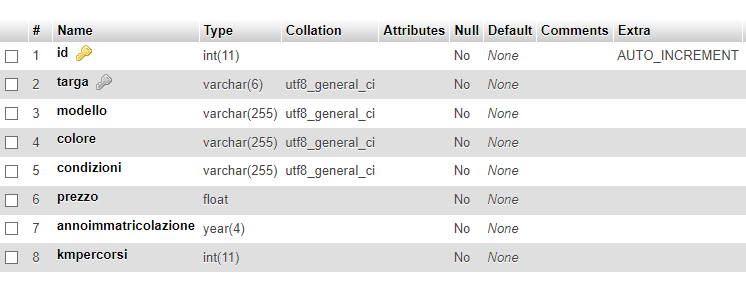 # Name Type Collation Attributes Null Default Comments Extra
1 id int(11) No None AUTO_INCREMENT
2 targa varchar(6) utf8_general_ci No None
3 modello varchar(255) utf8_general_ci No None
4 colore varchar(255) utf8_general_ci No None
5 condizioni varchar(255) utf8_general_ci No None
6 prezzo float No None
7 annoimmatricolazione year(4) No None
8 kmpercorsi int(11) No None